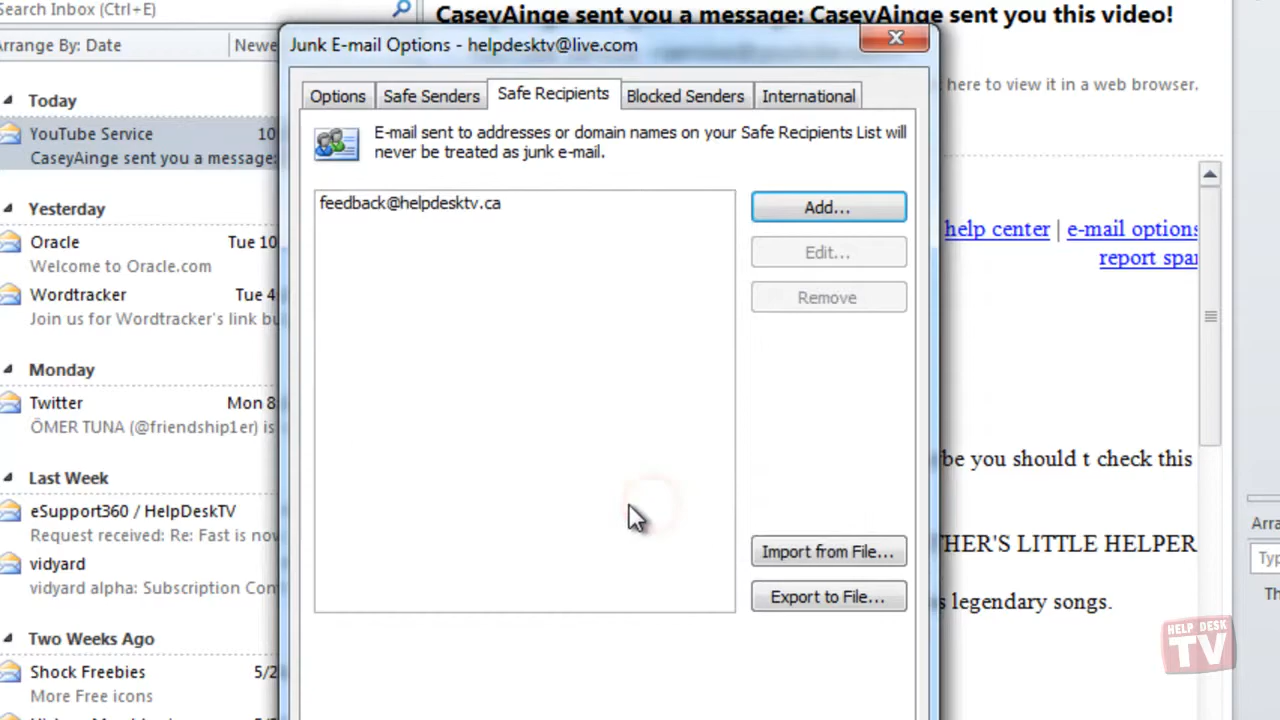 Search Inbox (Ctrl+E)
Arrange By: Date
Newe
Today
YouTube Service 10
CaseyAinge sent you a message:
Yesterday
Oracle Tue 10
Welcome to Oracle.com
Wordtracker Tue 4
Join us for Wordtracker's link bu
Monday
Twitter Mon 8:
ÖMER TUNA (@friendship1er) is
Last Week
eSupport360 / HelpDeskTV
Request received: Re: Fast is now
vidyard
vidyard alpha: Subscription Con
Two Weeks Ago
Shock Freebies 5/2
More Free icons
CaseyAinge sent you a message: CaseyAinge sent you this video!
Junk E-mail Options - helpdesktv@live.com
Options
Safe Senders
Safe Recipients
Blocked Senders
International
E-mail sent to addresses or domain names on your Safe Recipients List will
never be treated as junk e-mail.
feedback@helpdesktv.ca
Add...
Edit...
Remove
Import from File...
Export to File...
here to view it in a web browser.
help center | e-mail options
report spam
be you should t check this
THER'S LITTLE HELPER
s legendary songs.
Arra
Typ
Th
HELP DESK
TV